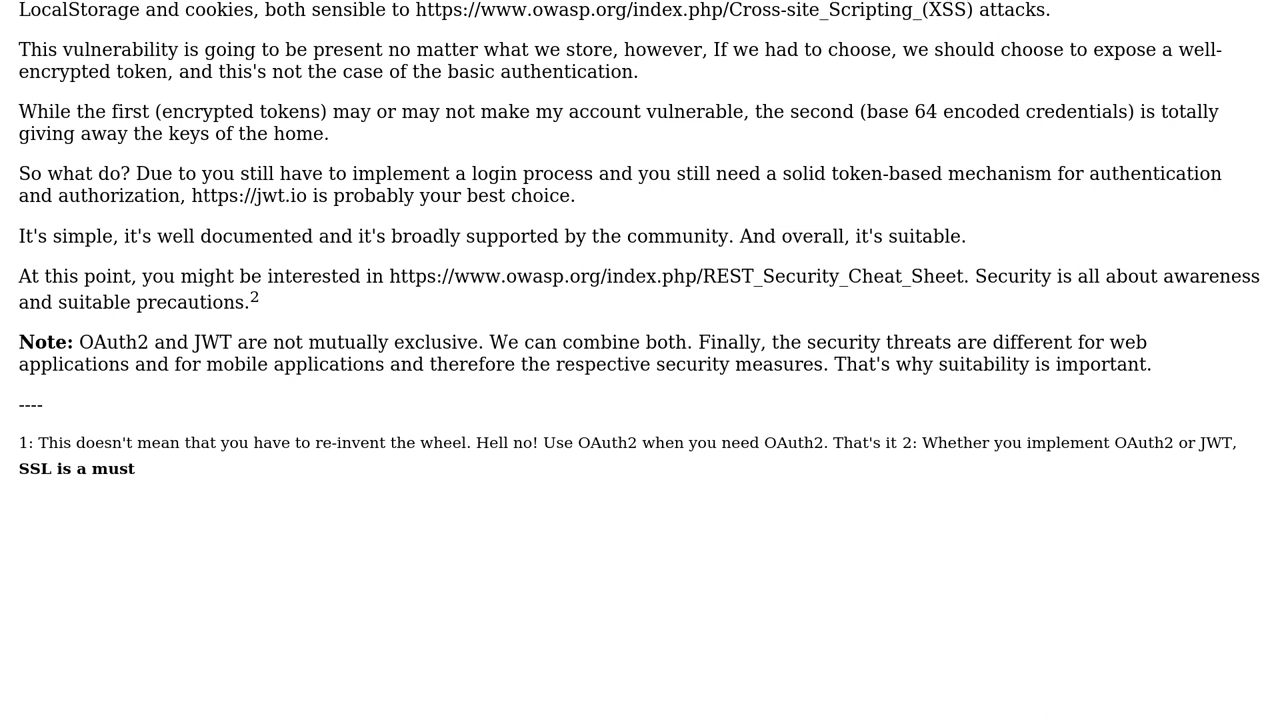 LocalStorage and cookies, both sensible to https://www.owasp.org/index.php/Cross-site_Scripting_(XSS) attacks.
This vulnerability is going to be present no matter what we store, however, If we had to choose, we should choose to expose a well-
encrypted token, and this's not the case of the basic authentication.
While the first (encrypted tokens) may or may not make my account vulnerable, the second (base 64 encoded credentials) is totally
giving away the keys of the home.
So what do? Due to you still have to implement a login process and you still need a solid token-based mechanism for authentication
and authorization, https://jwt.io is probably your best choice.
It's simple, it's well documented and it's broadly supported by the community. And overall, it's suitable.
At this point, you might be interested in https://www.owasp.org/index.php/REST_Security_Cheat_Sheet. Security is all about awareness
and suitable precautions.2
Note: OAuth2 and JWT are not mutually exclusive. We can combine both. Finally, the security threats are different for web
applications and for mobile applications and therefore the respective security measures. That's why suitability is important.
----
1: This doesn't mean that you have to re-invent the wheel. Hell no! Use OAuth2 when you need OAuth2. That's it 2: Whether you implement OAuth2 or JWT,
SSL is a must